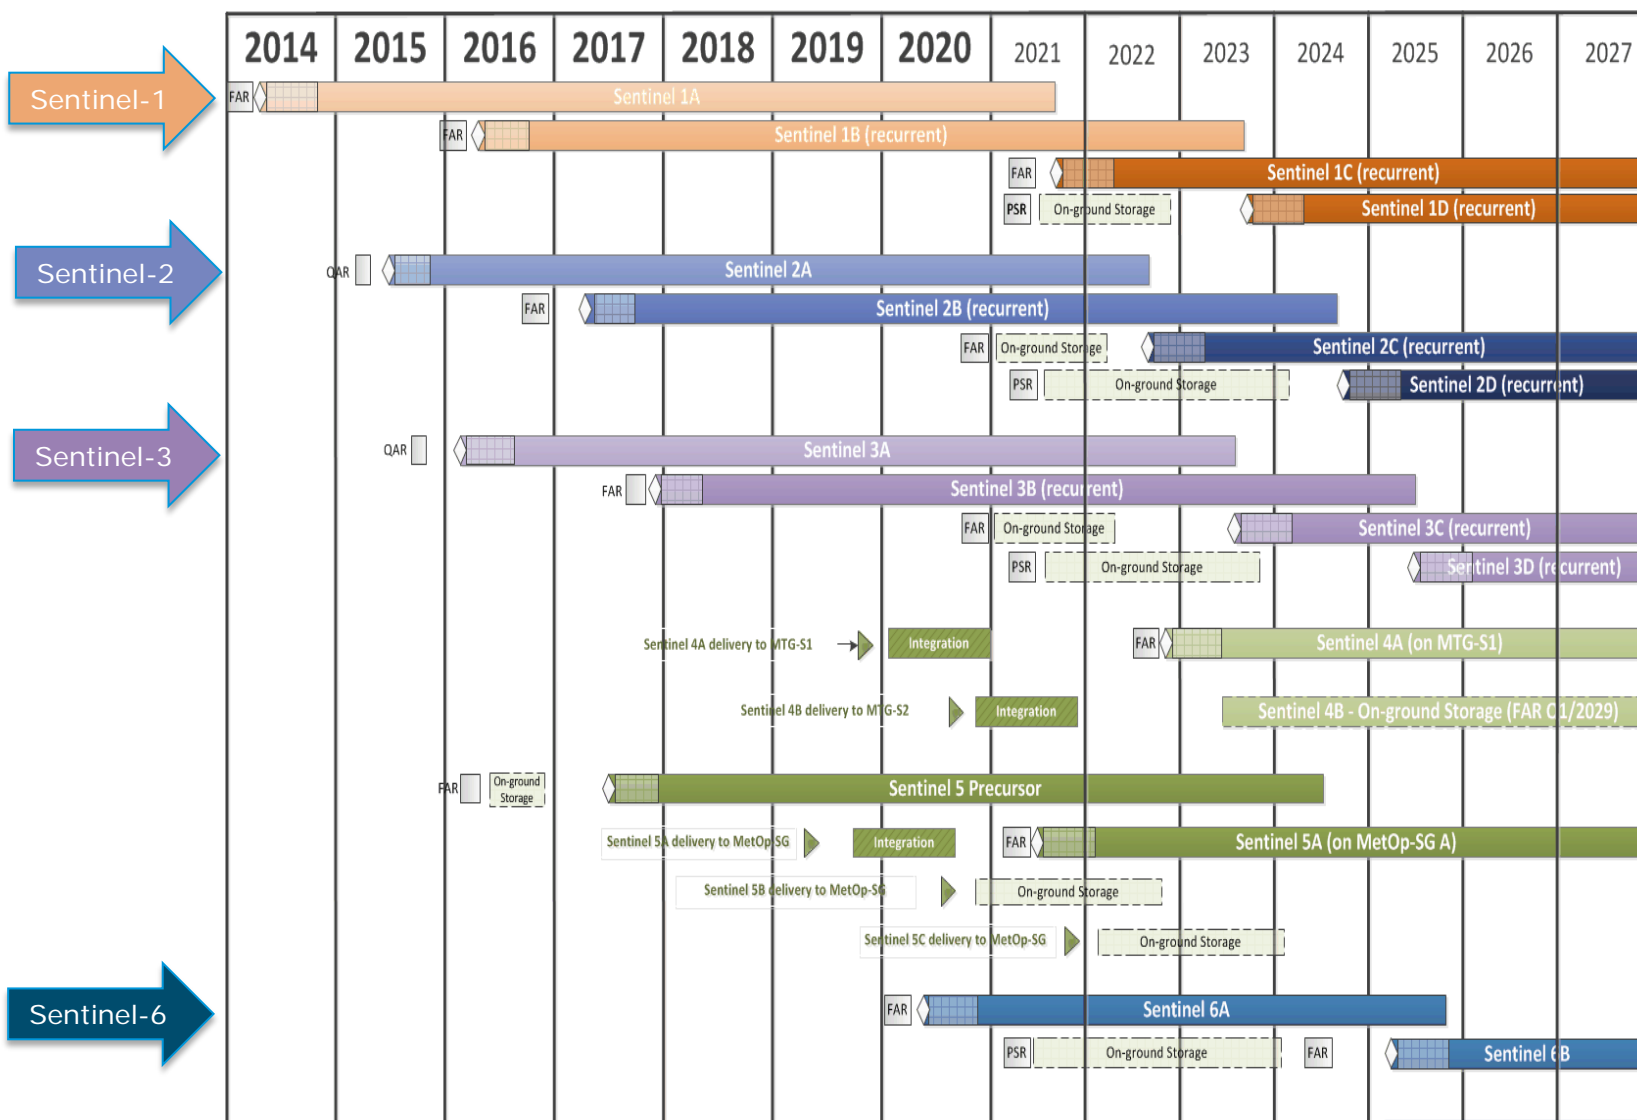 2014 2015 2016 2017 2018 2019 2020 2021 2022 2023 2024 2025 2026 2027
Sentinel-1
FAR Sentinel 1A
FAR Sentinel 1B (recurrent)
FAR Sentinel 1C (recurrent)
PSR On-ground Storage Sentinel 1D (recurrent)
Sentinel-2
QAR Sentinel 2A
FAR Sentinel 2B (recurrent)
FAR On-ground Storage Sentinel 2C (recurrent)
PSR On-ground Storage Sentinel 2D (recurrent)
Sentinel-3
QAR Sentinel 3A
FAR Sentinel 3B (recurrent)
FAR On-ground Storage Sentinel 3C (recurrent)
PSR On-ground Storage Sentinel 3D (recurrent)
Sentinel 4A delivery to MTG-S1 Integration FAR Sentinel 4A (on MTG-S1)
Sentinel 4B delivery to MTG-S2 Integration Sentinel 4B - On-ground Storage (FAR Q1/2029)
FAR On-ground
Storage Sentinel 5 Precursor
Sentinel 5A delivery to MetOp-SG Integration FAR Sentinel 5A (on MetOp-SG A)
Sentinel 5B delivery to MetOp-SG On-ground Storage
Sentinel 5C delivery to MetOp-SG On-ground Storage
Sentinel-6
FAR Sentinel 6A
PSR On-ground Storage FAR Sentinel 6B